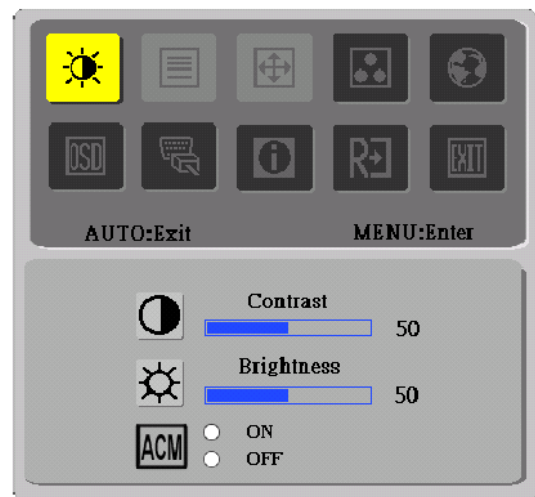 OSD
i
R
EXIT
AUTO:Exit MENU:Enter
Contrast
50
Brightness
50
ACM ON
OFF